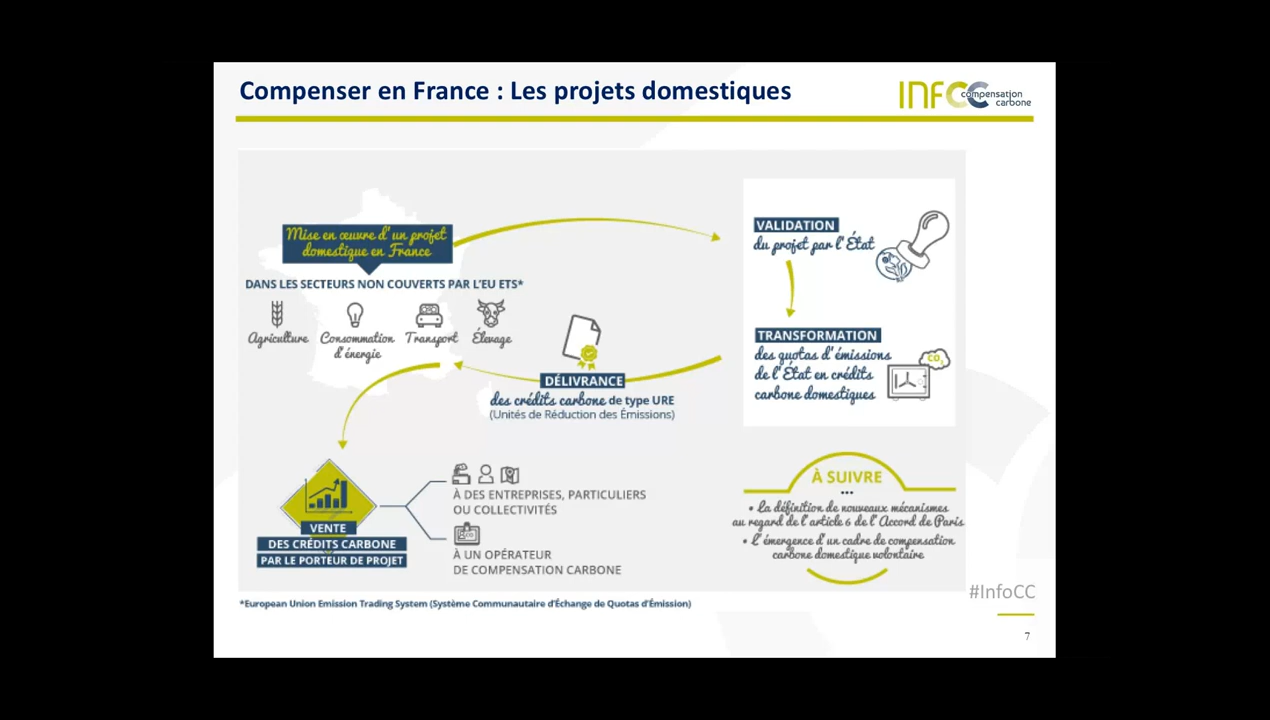 Compenser en France : Les projets domestiques
INFCC compensation
carbone
Mise en œuvre d'un projet
domestique en France
DANS LES SECTEURS NON COUVERTS PAR L'EU ETS*
Agriculture
Consommation
d'énergie
Transport
Élevage
VALIDATION
du projet par l'État
TRANSFORMATION
des quotas d'émissions
de l'État en crédits
carbone domestiques
CO₂
DÉLIVRANCE
des crédits carbone de type URE
(Unités de Réduction des Émissions)
VENTE
DES CRÉDITS CARBONE
PAR LE PORTEUR DE PROJET
À DES ENTREPRISES, PARTICULIERS
OU COLLECTIVITÉS
À UN OPÉRATEUR
DE COMPENSATION CARBONE
À SUIVRE
...
• La définition de nouveaux mécanismes
au regard de l'article 6 de l'Accord de Paris
• L'émergence d'un cadre de compensation
carbone domestique volontaire
*European Union Emission Trading System (Système Communautaire d'Échange de Quotas d'Émission)
#InfoCC
7